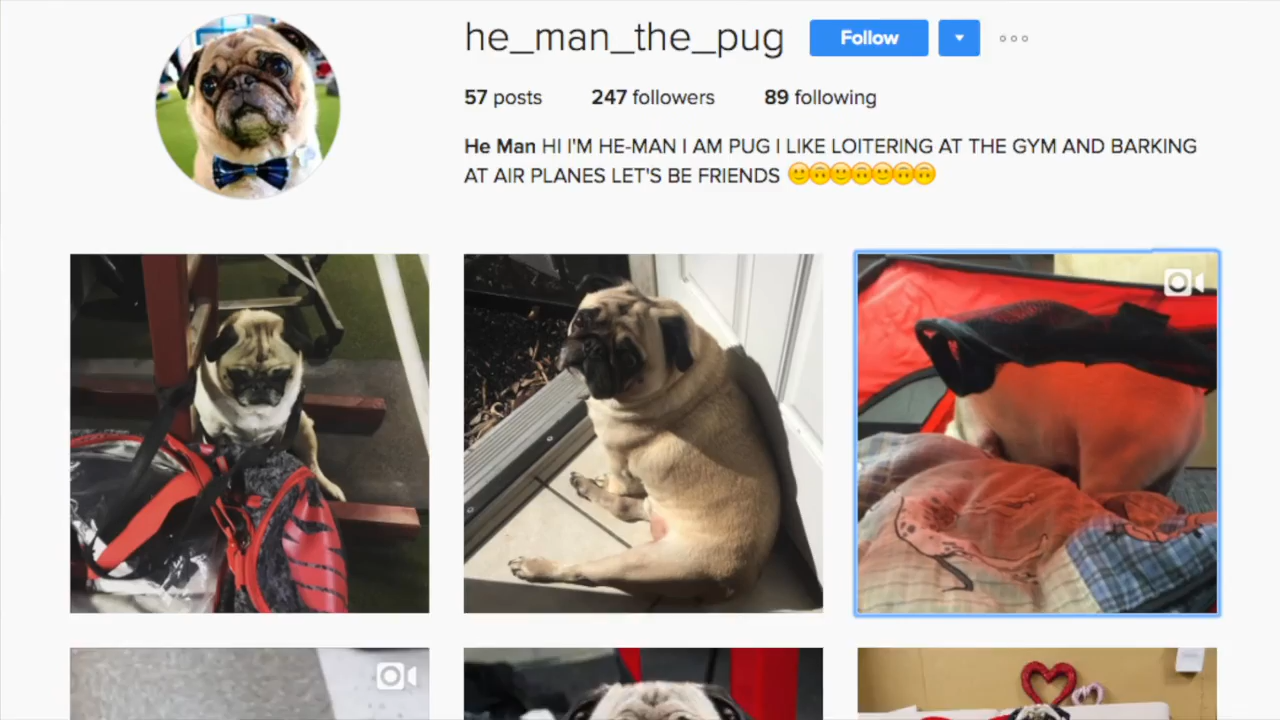 he_man_the_pug Follow
57 posts 247 followers 89 following
He Man HI I'M HE-MAN I AM PUG I LIKE LOITERING AT THE GYM AND BARKING
AT AIR PLANES LET'S BE FRIENDS 🙂🙃🙂🙃🙂🙃🙃